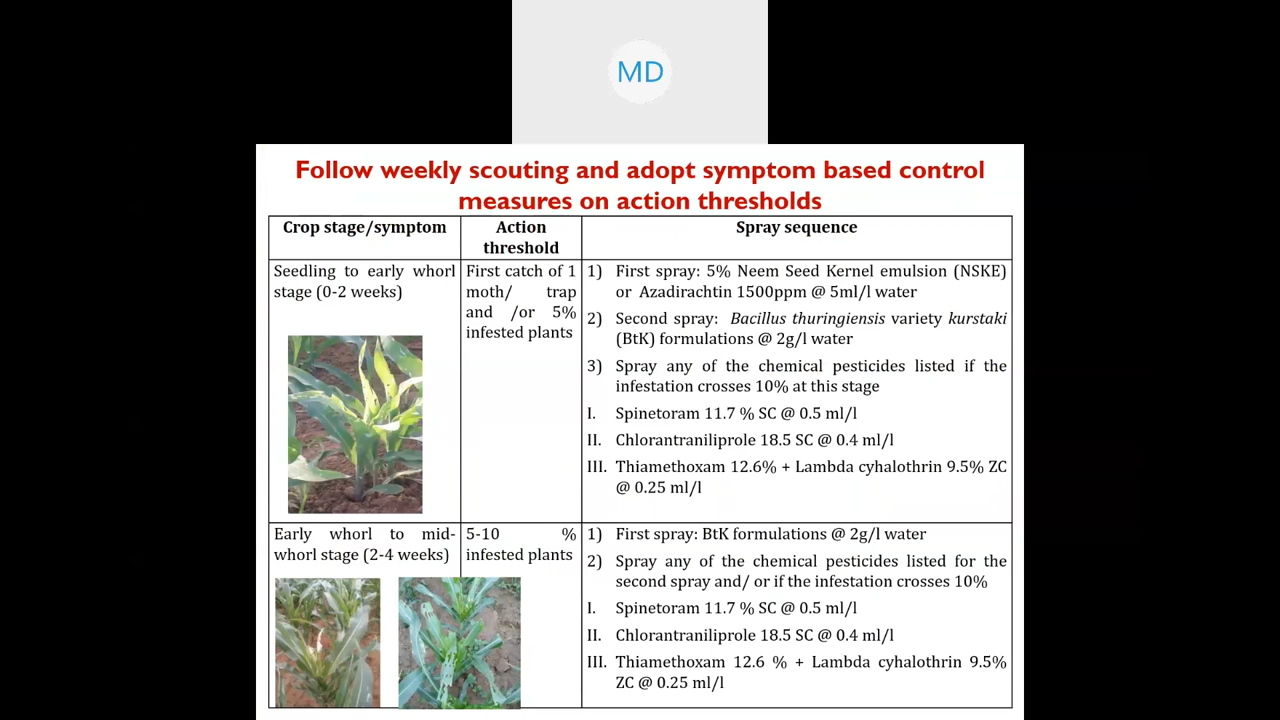 MD
Follow weekly scouting and adopt symptom based control
measures on action thresholds
Crop stage/symptom
Action
threshold
Spray sequence
Seedling to early whorl
stage (0-2 weeks)
First catch of 1
moth/ trap
and /or 5%
infested plants
1) First spray: 5% Neem Seed Kernel emulsion (NSKE)
or Azadirachtin 1500ppm @ 5ml/l water
2) Second spray: Bacillus thuringiensis variety kurstaki
(BtK) formulations @ 2g/l water
3) Spray any of the chemical pesticides listed if the
infestation crosses 10% at this stage
I. Spinetoram 11.7 % SC @ 0.5 ml/l
II. Chlorantraniliprole 18.5 SC @ 0.4 ml/l
III. Thiamethoxam 12.6% + Lambda cyhalothrin 9.5% ZC
@ 0.25 ml/l
Early whorl to mid-
whorl stage (2-4 weeks)
5-10 %
infested plants
1) First spray: BtK formulations @ 2g/l water
2) Spray any of the chemical pesticides listed for the
second spray and/ or if the infestation crosses 10%
I. Spinetoram 11.7 % SC @ 0.5 ml/l
II. Chlorantraniliprole 18.5 SC @ 0.4 ml/l
III. Thiamethoxam 12.6 % + Lambda cyhalothrin 9.5%
ZC @ 0.25 ml/l